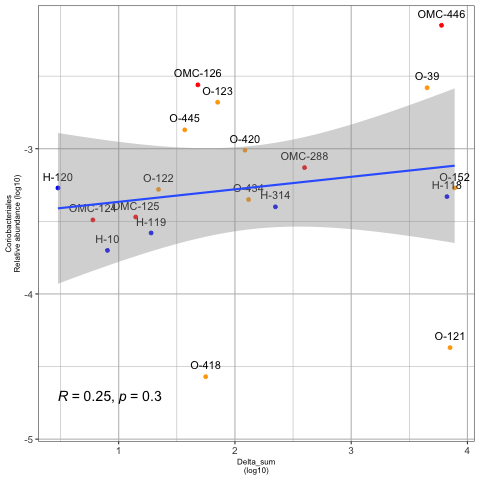 OMC-446
OMC-126
O-39
O-123
O-445
O-420
-3
OMC-288
H-120
O-122
O-152
H-118
O-434
H-314
OMC-124
OMC-125
H-119
H-10
Coriobacteriales
Relative abundance (log10)
-4
O-121
O-418
R = 0.25, p = 0.3
-5
1
2
3
4
Delta_sum
(log10)